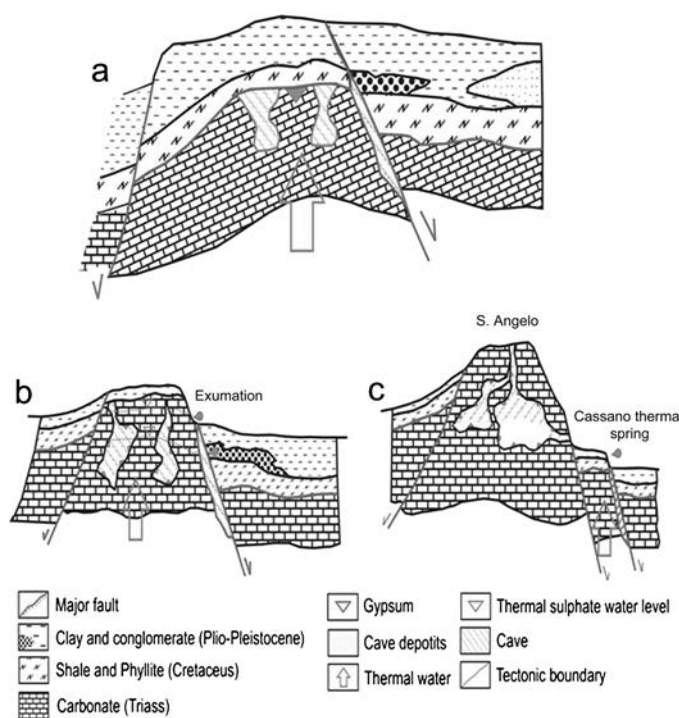 a
S. Angelo
b
Exumation
c
Cassano thermal
spring
Major fault
Clay and conglomerate (Plio-Pleistocene)
Shale and Phyllite (Cretaceus)
Carbonate (Triass)
Gypsum
Cave depotits
Thermal water
Thermal sulphate water level
Cave
Tectonic boundary